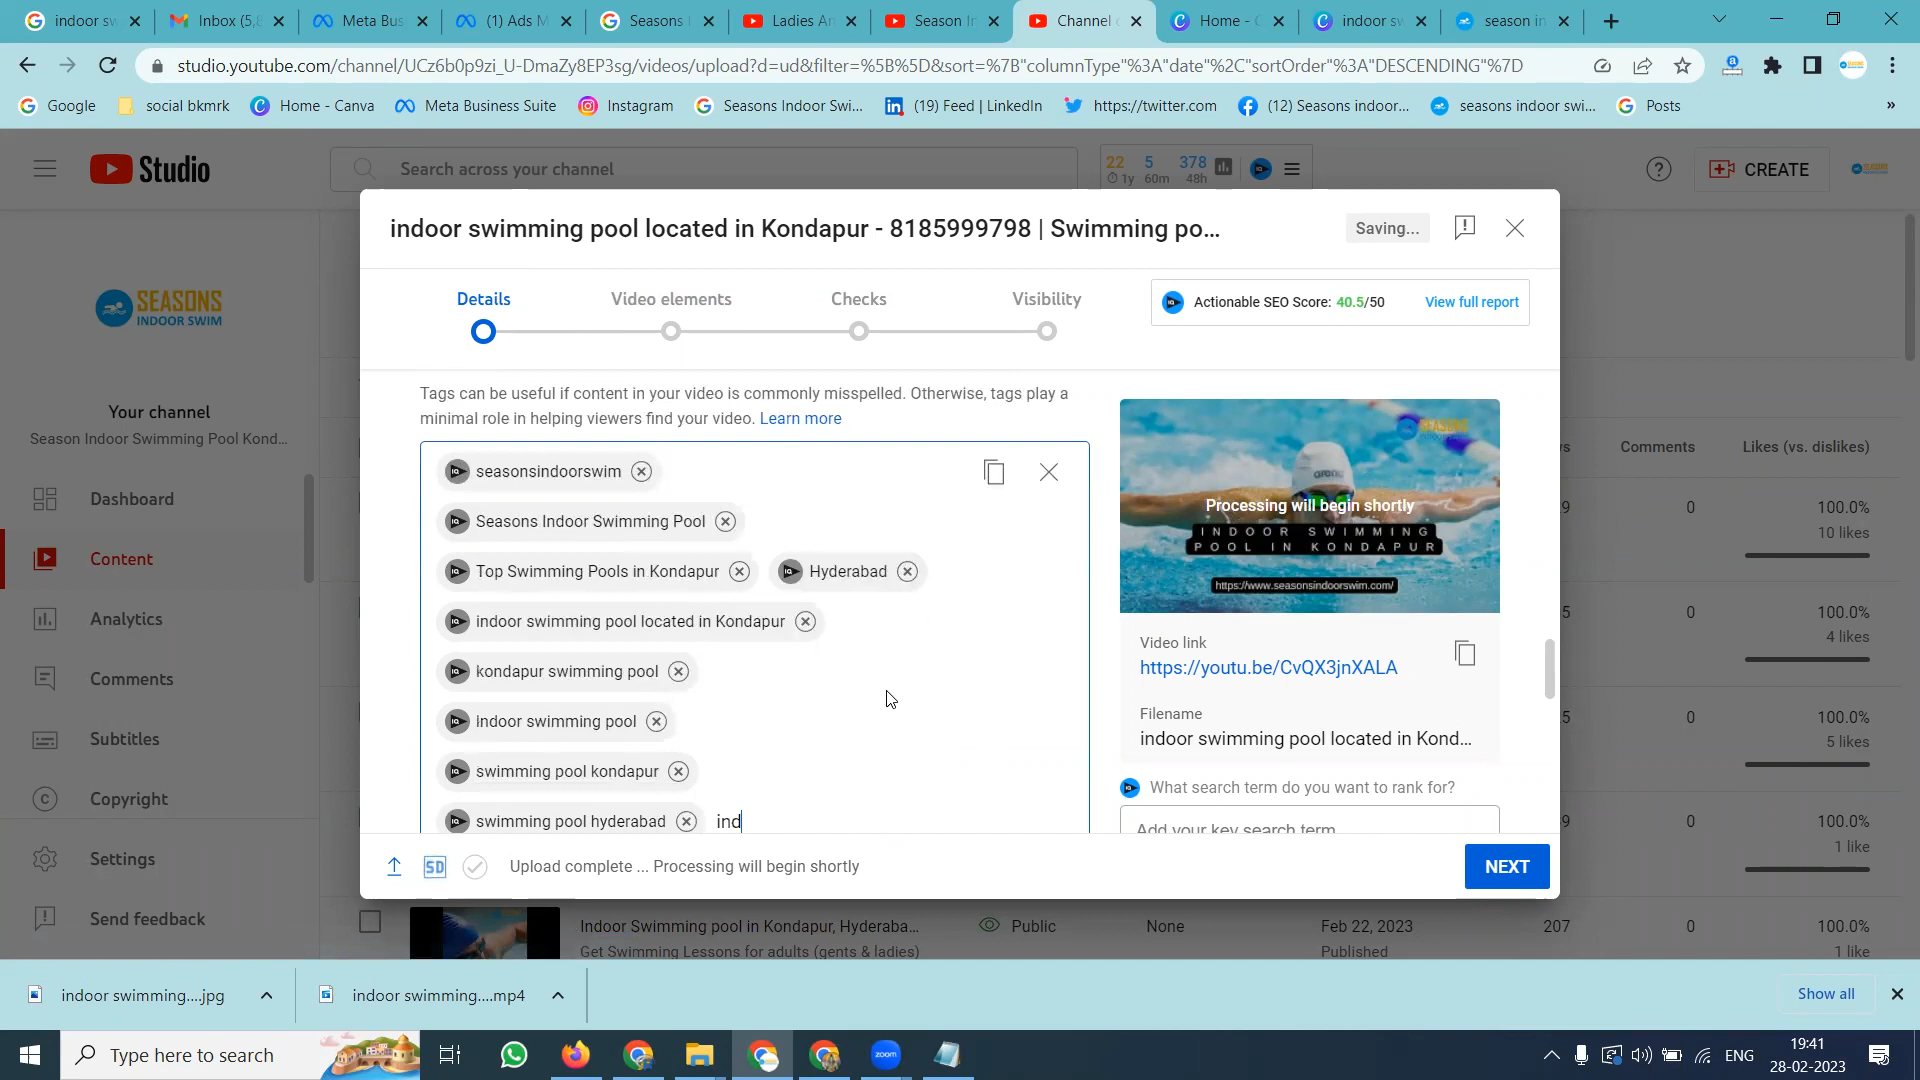 indoor sw
Inbox (5,8
Meta Bus
(1) Ads M
Seasons I
Ladies An
Season In
Channel c
Home - C
indoor sw
season in
studio.youtube.com/channel/UCz6b0p9zi_U-DmaZy8EP3sg/videos/upload?d=ud&filter=%5B%5D&sort=%7B"columnType"%3A"date"%2C"sortOrder"%3A"DESCENDING"%7D
Google
social bkmrk
Home - Canva
Meta Business Suite
Instagram
Seasons Indoor Swi...
(19) Feed | LinkedIn
https://twitter.com
(12) Seasons indoor...
seasons indoor swi...
Posts
»
Studio
Search across your channel
22 5 378
1y 60m 48h
CREATE
indoor swimming pool located in Kondapur - 8185999798 | Swimming po...
Saving...
Details
Video elements
Checks
Visibility
Actionable SEO Score: 40.5/50
View full report
SEASONS
INDOOR SWIM
Your channel
Season Indoor Swimming Pool Kond...
Dashboard
Content
Analytics
Comments
Subtitles
Copyright
Settings
Send feedback
Tags can be useful if content in your video is commonly misspelled. Otherwise, tags play a
minimal role in helping viewers find your video. Learn more
seasonsindoorswim
Seasons Indoor Swimming Pool
Top Swimming Pools in Kondapur
Hyderabad
indoor swimming pool located in Kondapur
kondapur swimming pool
indoor swimming pool
swimming pool kondapur
swimming pool hyderabad
ind
SEASONS
arena
Processing will begin shortly
INDOOR SWIMMING
POOL IN KONDAPUR
https://www.seasonsindoorswim.com/
Video link
https://youtu.be/CvQX3jnXALA
Filename
indoor swimming pool located in Kond...
What search term do you want to rank for?
Add your key search term
SD
Upload complete ... Processing will begin shortly
NEXT
Comments
Likes (vs. dislikes)
0
100.0%
10 likes
0
100.0%
4 likes
0
100.0%
5 likes
0
100.0%
1 like
Indoor Swimming pool in Kondapur, Hyderaba...
Get Swimming Lessons for adults (gents & ladies)
Public
None
Feb 22, 2023
Published
207
0
100.0%
1 like
indoor swimming....jpg
indoor swimming....mp4
Show all
Type here to search
zoom
ENG
19:41
28-02-2023